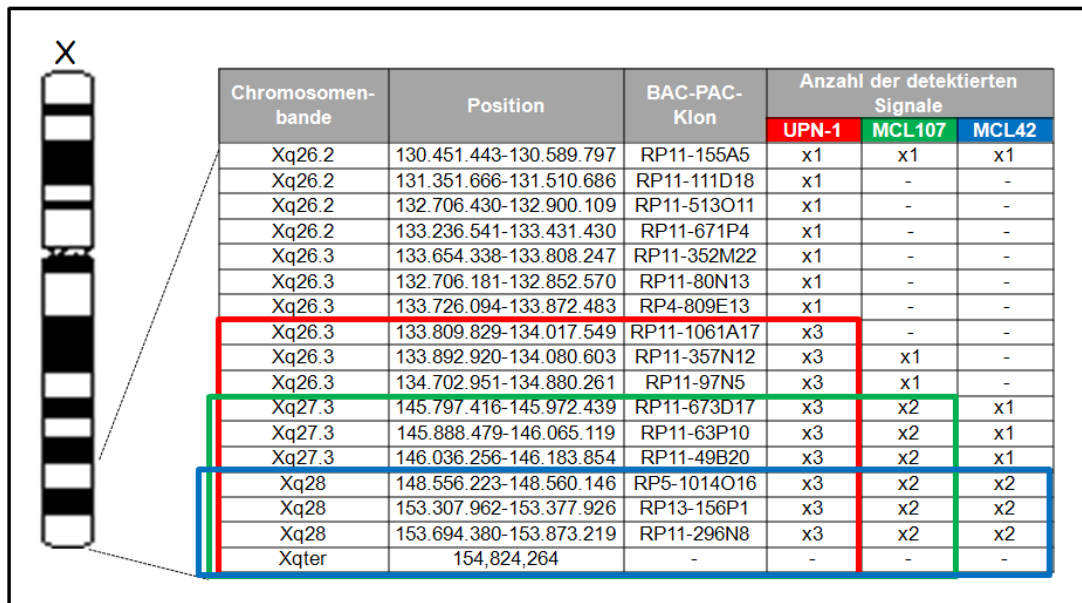 X
Chromosomen-
bande
Position
BAC-PAC-
Klon
Anzahl der detektierten
Signale
UPN-1 MCL107 MCL42
Xq26.2 130.451.443-130.589.797 RP11-155A5 x1 x1 x1
Xq26.2 131.351.666-131.510.686 RP11-111D18 x1 - -
Xq26.2 132.706.430-132.900.109 RP11-513O11 x1 - -
Xq26.2 133.236.541-133.431.430 RP11-671P4 x1 - -
Xq26.3 133.654.338-133.808.247 RP11-352M22 x1 - -
Xq26.3 132.706.181-132.852.570 RP11-80N13 x1 - -
Xq26.3 133.726.094-133.872.483 RP4-809E13 x1 - -
Xq26.3 133.809.829-134.017.549 RP11-1061A17 x3 - -
Xq26.3 133.892.920-134.080.603 RP11-357N12 x3 x1 -
Xq26.3 134.702.951-134.880.261 RP11-97N5 x3 x1 -
Xq27.3 145.797.416-145.972.439 RP11-673D17 x3 x2 x1
Xq27.3 145.888.479-146.065.119 RP11-63P10 x3 x2 x1
Xq27.3 146.036.256-146.183.854 RP11-49B20 x3 x2 x1
Xq28 148.556.223-148.560.146 RP5-1014O16 x3 x2 x2
Xq28 153.307.962-153.377.926 RP13-156P1 x3 x2 x2
Xq28 153.694.380-153.873.219 RP11-296N8 x3 x2 x2
Xqter 154,824,264 - - - -